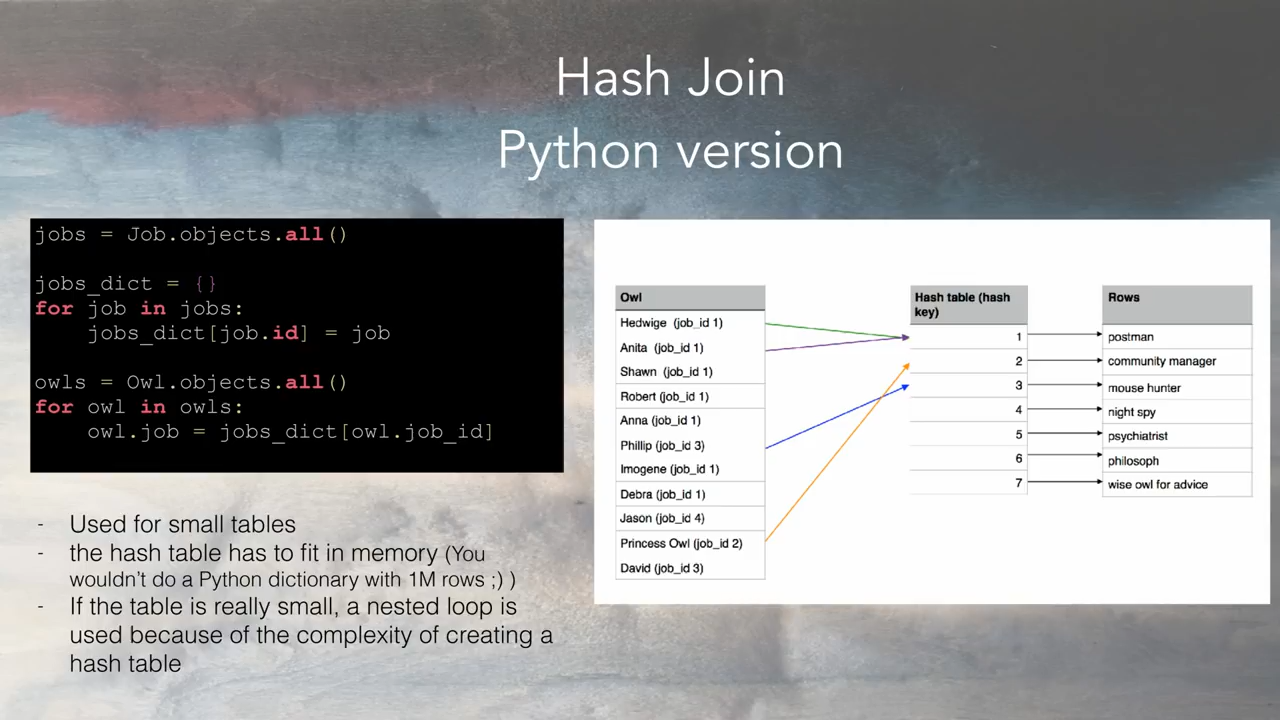 Hash Join
Python version
jobs = Job.objects.all()
jobs_dict = {}
for job in jobs:
    jobs_dict[job.id] = job
owls = Owl.objects.all()
for owl in owls:
    owl.job = jobs_dict[owl.job_id]
- Used for small tables
- the hash table has to fit in memory (You
wouldn't do a Python dictionary with 1M rows ;) )
- If the table is really small, a nested loop is
used because of the complexity of creating a
hash table
Owl
Hedwige (job_id 1)
Anita (job_id 1)
Shawn (job_id 1)
Robert (job_id 1)
Anna (job_id 1)
Phillip (job_id 3)
Imogene (job_id 1)
Debra (job_id 1)
Jason (job_id 4)
Princess Owl (job_id 2)
David (job_id 3)
Hash table (hash
key)
1
2
3
4
5
6
7
Rows
postman
community manager
mouse hunter
night spy
psychiatrist
philosoph
wise owl for advice